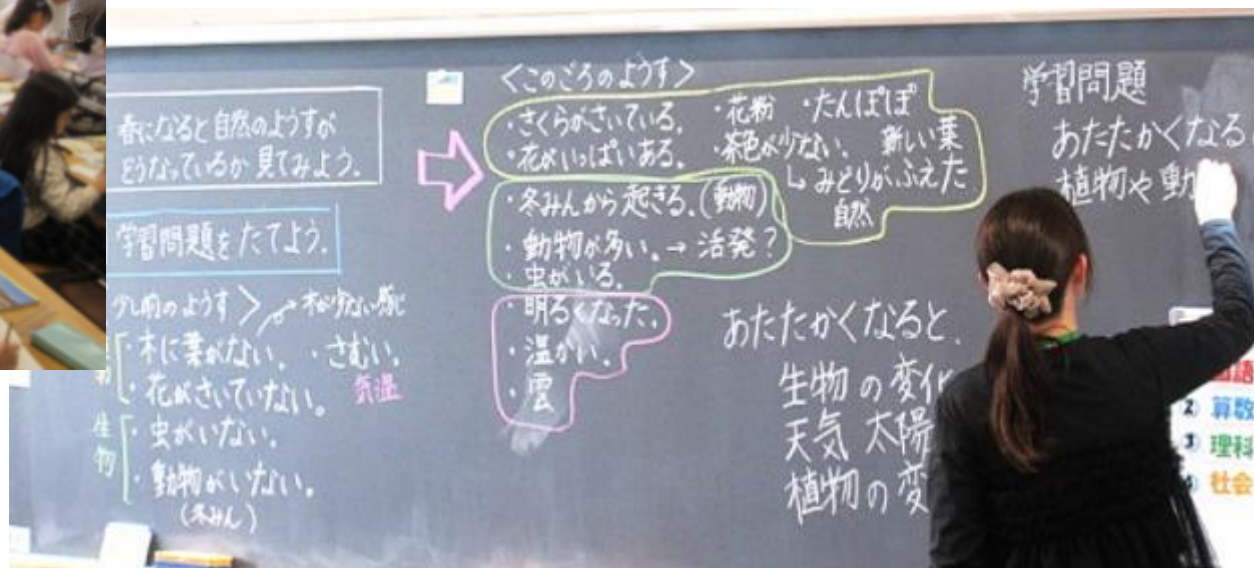 春になると自然のようすが
どうなっているか見てみよう。
学習問題をたてよう。
少し前のようす〉
木が少ない感じ
・木に葉がない。 ・さむい。
・花がさいていない。 気温
生物
・虫がいない。
・動物がいない。
(冬みん)
〈このごろのようす〉
・さくらがさいている。 ・花粉 ・たんぽぽ
・花がいっぱいある。 ・茶色が少ない。 新しい葉
↳ みどりがふえた
自然
・冬みんから起きる。(動物)
・動物が多い。→ 活発?
・虫がいる。
・明るくなった。
・温かい。
・雲
あたたかくなると、
生物の変化
天気 太陽
植物の変
学習問題
あたたかくなる
植物や動
2 算数
3 理科
社会